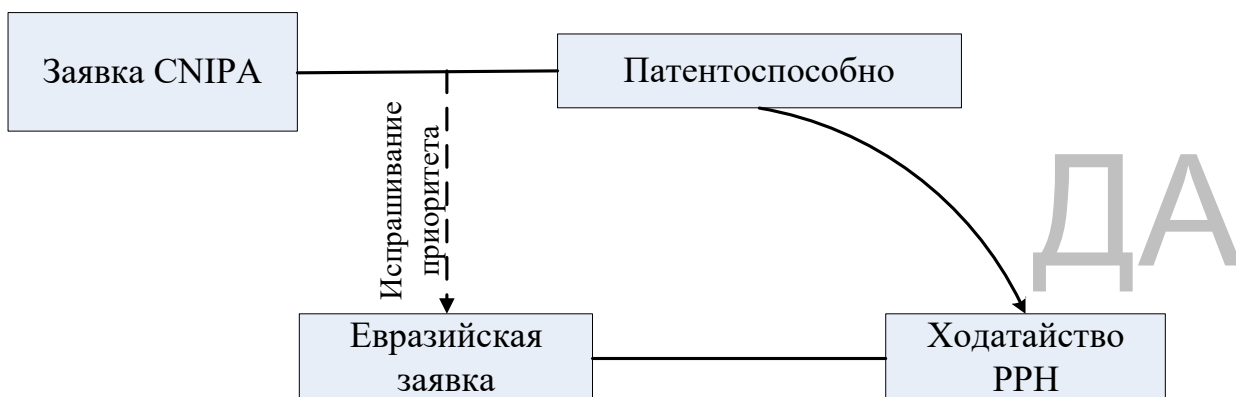 Заявка CNIPA
Патентоспособно
Испрашивание
приоритета
ДА
Евразийская
заявка
Ходатайство
PPH